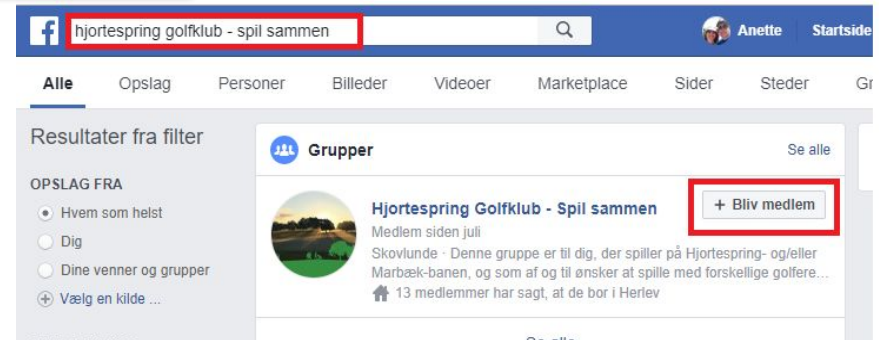 f hjortespring golfklub - spil sammen Anette Startside
Alle Opslag Personer Billeder Videoer Marketplace Sider Steder Gr
Resultater fra filter
OPSLAG FRA
Hvem som helst
Dig
Dine venner og grupper
Vælg en kilde ...
Grupper Se alle
Hjortespring Golfklub - Spil sammen + Bliv medlem
Medlem siden juli
Skovlunde · Denne gruppe er til dig, der spiller på Hjortespring- og/eller
Marbæk-banen, og som af og til ønsker at spille med forskellige golfere...
13 medlemmer har sagt, at de bor i Herlev
Se alle